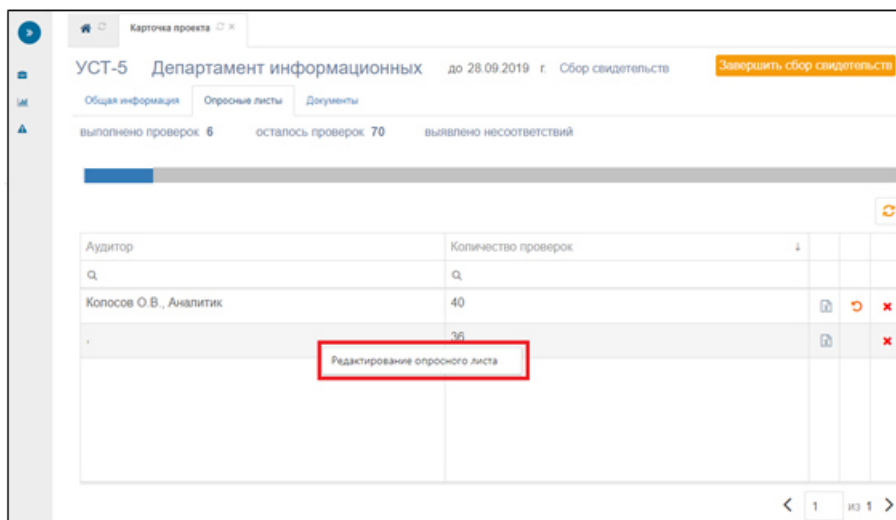 Карточка проекта
УСТ-5 Департамент информационных до 28.09.2019 г. Сбор свидетельств Завершить сбор свидетельств
Общая информация Опросные листы Документы
выполнено проверок 6 осталось проверок 70 выявлено несоответствий
Аудитор Количество проверок
Колосов О.В., Аналитик 40
, 36
Редактирование опросного листа
1 из 1